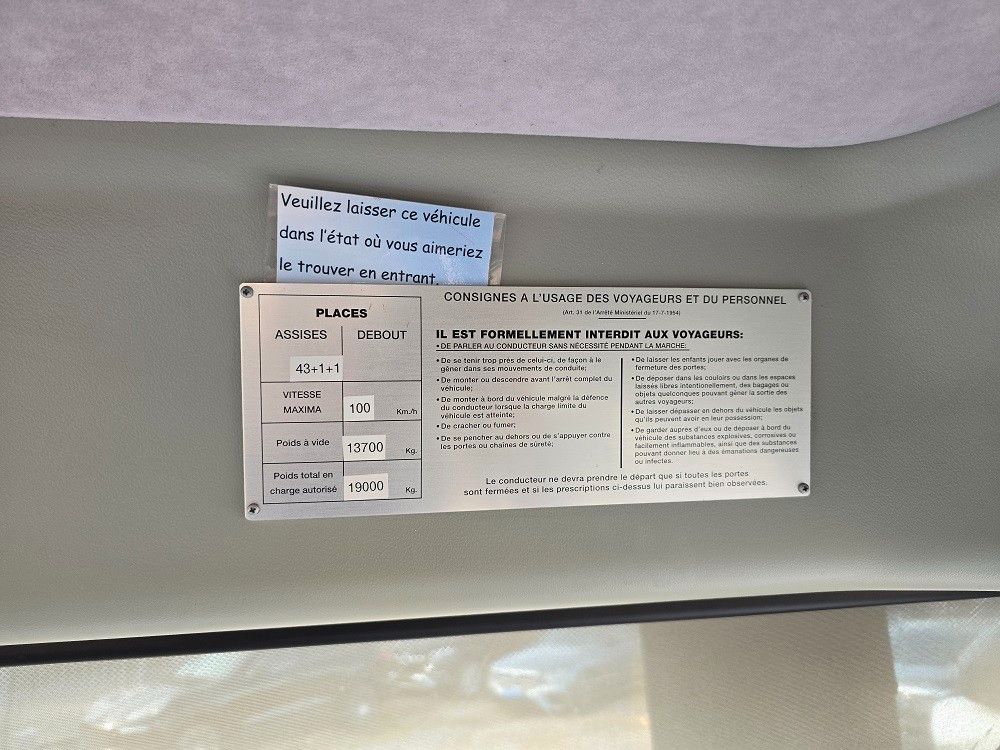 Veuillez laisser ce véhicule
dans l'état où vous aimeriez
le trouver en entrant.
PLACES
ASSISES DEBOUT
43+1+1
VITESSE
MAXIMA 100 Km./h
Poids à vide 13700 Kg.
Poids total en
charge autorisé 19000 Kg.
CONSIGNES A L'USAGE DES VOYAGEURS ET DU PERSONNEL
(Art. 31 de l'Arrêté Ministériel du 17-7-1954)
IL EST FORMELLEMENT INTERDIT AUX VOYAGEURS:
• DE PARLER AU CONDUCTEUR SANS NÉCESSITÉ PENDANT LA MARCHE;
• De se tenir trop près de celui-ci, de façon à le
gêner dans ses mouvements de conduite;
• De monter ou descendre avant l'arrêt complet du
véhicule;
• De monter à bord du véhicule malgré la défence
du conducteur lorsque la charge limite du
véhicule est atteinte;
• De cracher ou fumer;
• De se pencher au dehors ou de s'appuyer contre
les portes ou chaînes de sûreté;
• De laisser les enfants jouer avec les organes de
fermeture des portes;
• De déposer dans les couloirs ou dans les espaces
laissés libres intentionellement, des bagages ou
objets quelconques pouvant gêner la sortie des
autres voyageurs;
• De laisser dépasser en dehors du véhicule les objets
qu'ils peuvent avoir en leur possession;
• De garder auprès d'eux ou de déposer à bord du
véhicule des substances explosives, corrosives ou
facilement inflammables, ainsi que des substances
pouvant donner lieu à des émanations dangereuses
ou infectes.
Le conducteur ne devra prendre le départ que si toutes les portes
sont fermées et si les prescriptions ci-dessus lui paraissent bien observées.